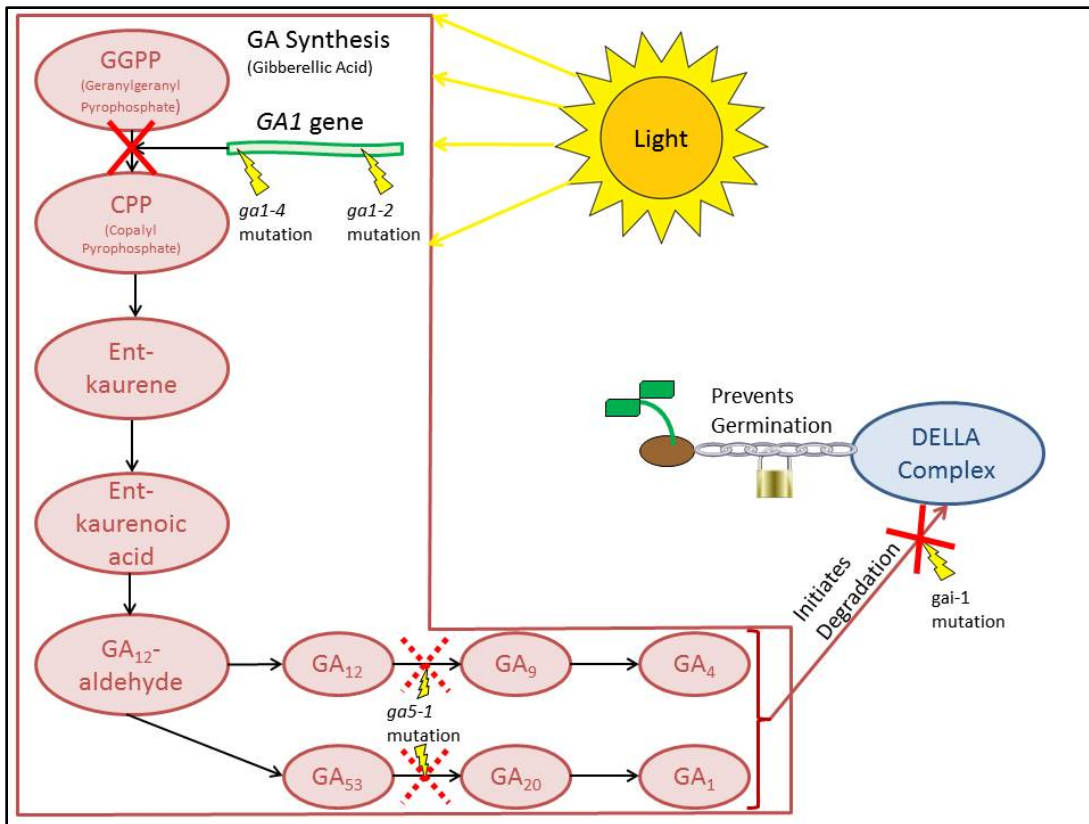 GGPP
(Geranylgeranyl
Pyrophosphate)
GA Synthesis
(Gibberellic Acid)
GA1 gene
Light
CPP
(Copalyl
Pyrophosphate)
ga1-4
mutation
ga1-2
mutation
Ent-
kaurene
Prevents
Germination
DELLA
Complex
Ent-
kaurenoic
acid
Initiates
Degradation
gai-1
mutation
GA₁₂-
aldehyde
GA₁₂
GA₉
GA₄
ga5-1
mutation
GA₅₃
GA₂₀
GA₁